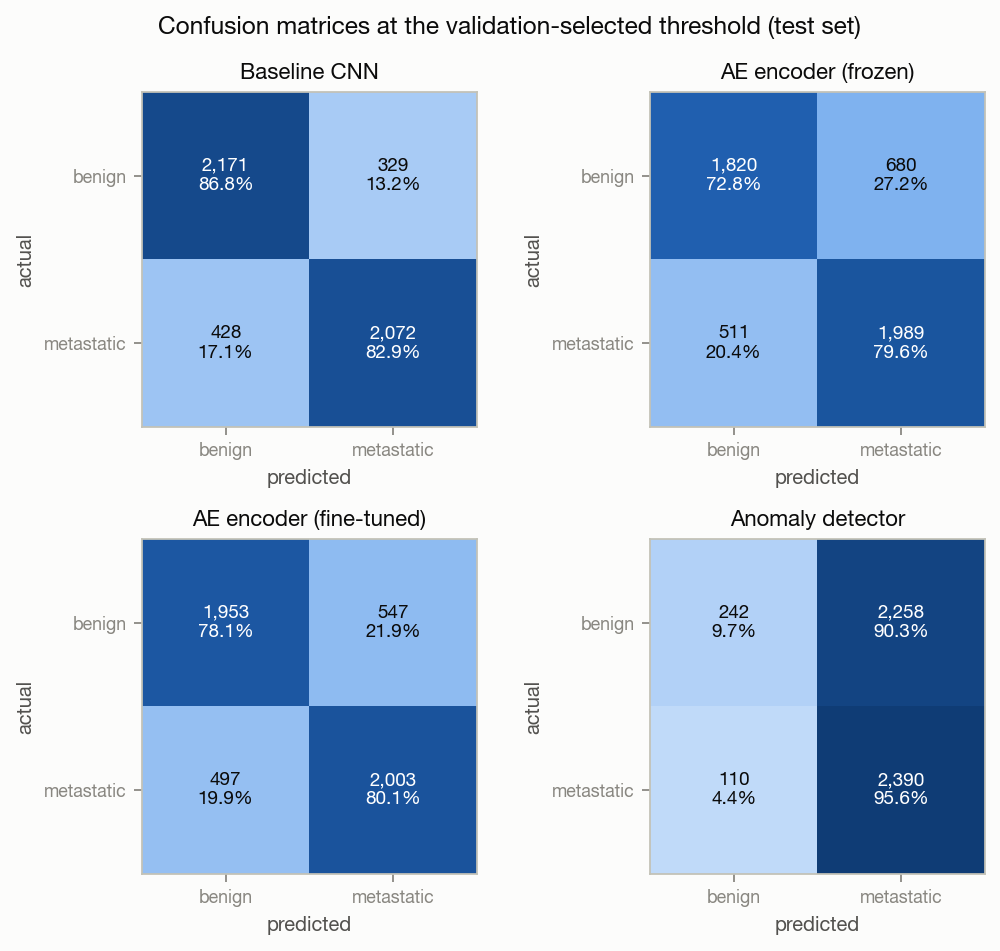 Confusion matrices at the validation-selected threshold (test set)
Baseline CNN
actual
benign
2,171
86.8%
329
13.2%
metastatic
428
17.1%
2,072
82.9%
benign
metastatic
predicted
AE encoder (frozen)
actual
benign
1,820
72.8%
680
27.2%
metastatic
511
20.4%
1,989
79.6%
benign
metastatic
predicted
AE encoder (fine-tuned)
actual
benign
1,953
78.1%
547
21.9%
metastatic
497
19.9%
2,003
80.1%
benign
metastatic
predicted
Anomaly detector
actual
benign
242
9.7%
2,258
90.3%
metastatic
110
4.4%
2,390
95.6%
benign
metastatic
predicted